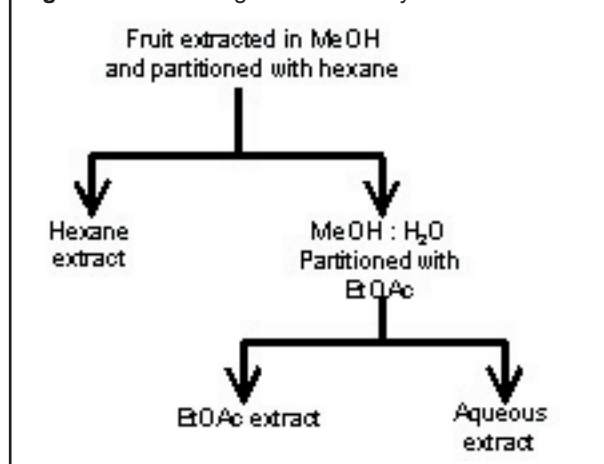 Fruit extracted in MeOH
and partitioned with hexane
Hexane
extract
MeOH : H₂O
Partitioned with
EtOAc
EtOAc extract
Aqueous
extract